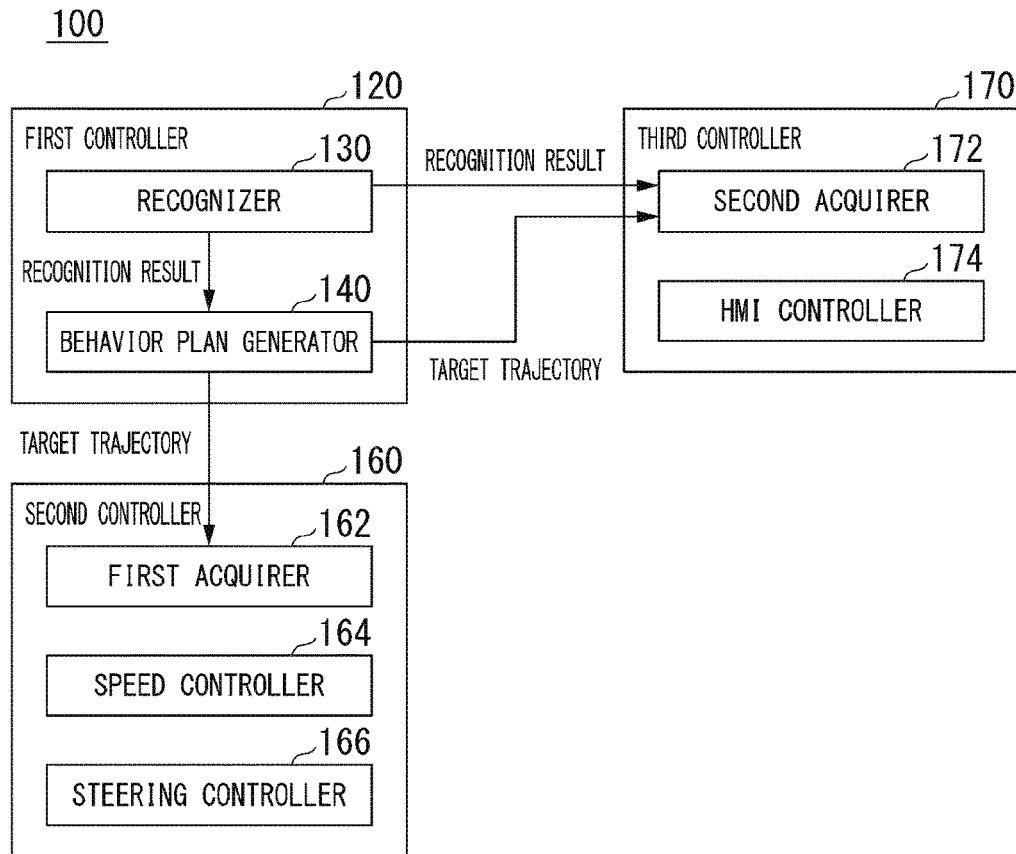 100
120
FIRST CONTROLLER
130
RECOGNIZER
RECOGNITION RESULT
140
BEHAVIOR PLAN GENERATOR
RECOGNITION RESULT
TARGET TRAJECTORY
170
THIRD CONTROLLER
172
SECOND ACQUIRER
174
HMI CONTROLLER
TARGET TRAJECTORY
160
SECOND CONTROLLER
162
FIRST ACQUIRER
164
SPEED CONTROLLER
166
STEERING CONTROLLER